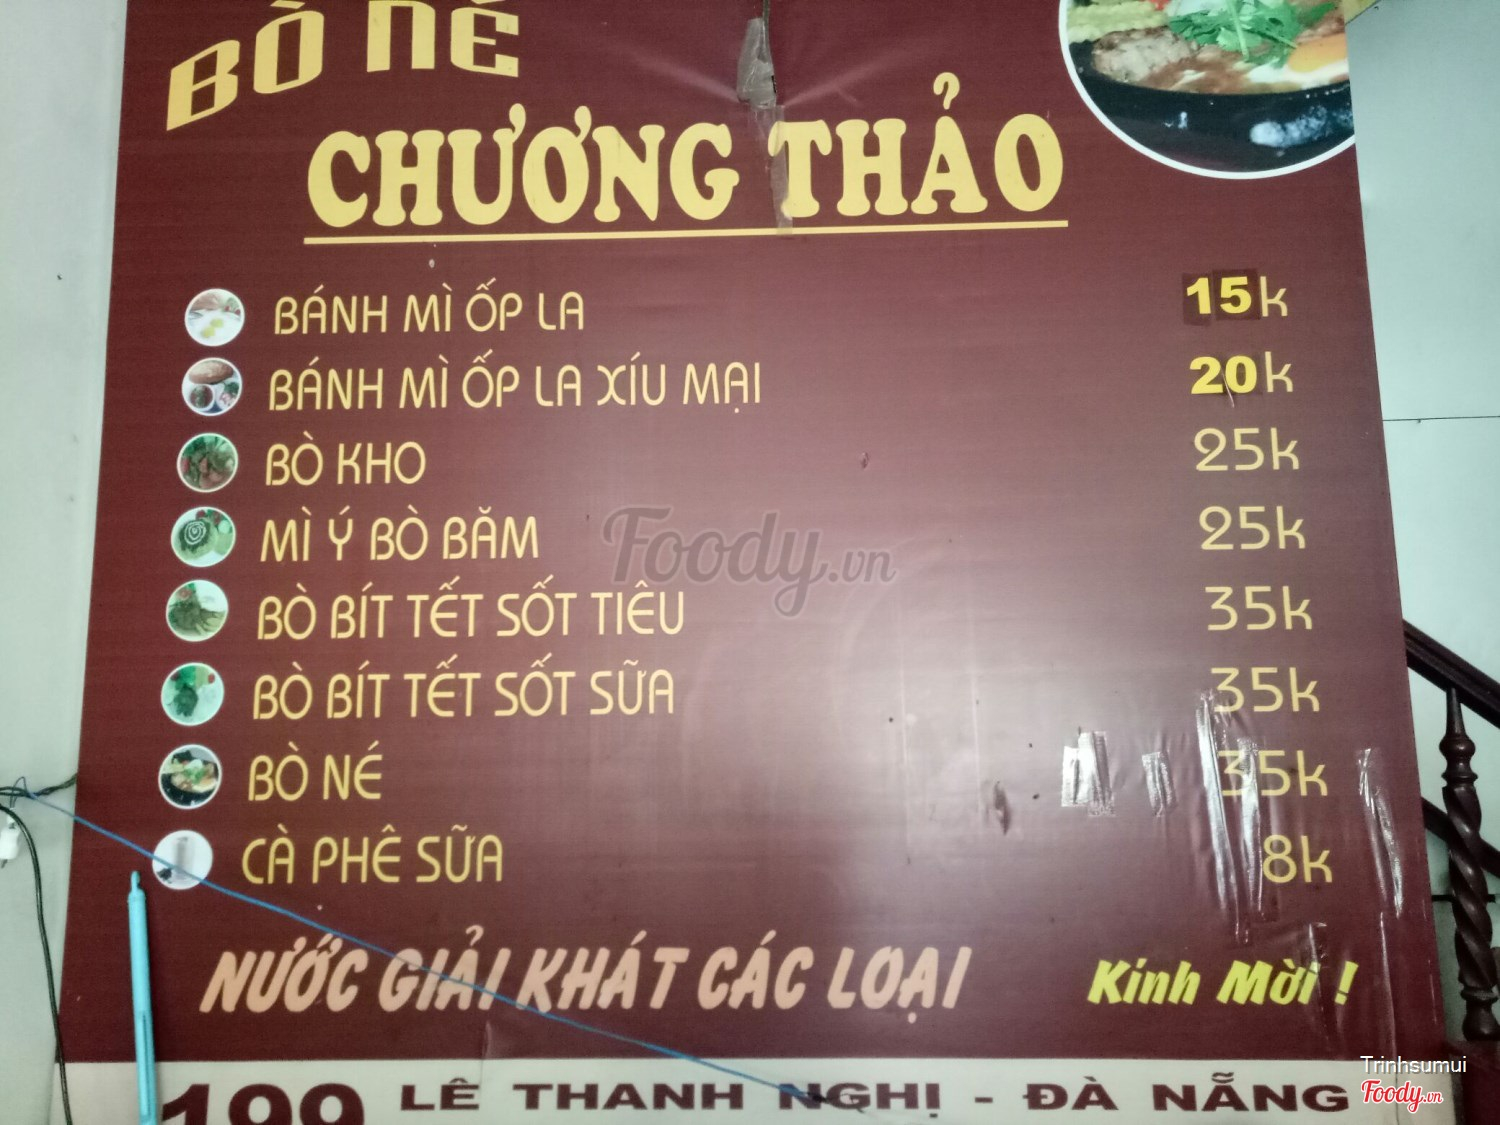 BÒ NÉ
CHƯƠNG THẢO
BÁNH MÌ ỐP LA 15k
BÁNH MÌ ỐP LA XÍU MẠI 20k
BÒ KHO 25k
MÌ Ý BÒ BĂM 25k
BÒ BÍT TẾT SỐT TIÊU 35k
BÒ BÍT TẾT SỐT SỮA 35k
BÒ NÉ 35k
CÀ PHÊ SỮA 8k
NƯỚC GIẢI KHÁT CÁC LOẠI Kính Mời !
199 LÊ THANH NGHỊ - ĐÀ NẴNG
Foody.vn
Trinhsumui
Foody.vn